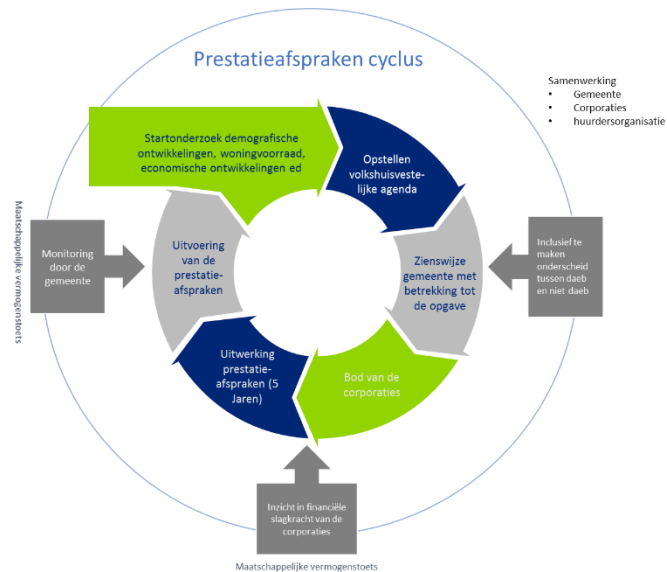 Prestatieafspraken cyclus
Samenwerking
• Gemeente
• Corporaties
• huurdersorganisatie
Startonderzoek demografische
ontwikkelingen, woningvoorraad,
economische ontwikkelingen ed
Opstellen
volkshuisveste-
lijke agenda
Zienswijze
gemeente met
betrekking tot
de opgave
Inclusief te
maken
onderscheid
tussen daeb
en niet daeb
Bod van de
corporaties
Uitwerking
prestatie-
afspraken (5
Jaren)
Inzicht in financiële
slagkracht van de
corporaties
Maatschappelijke vermogenstoets
Uitvoering
van de
prestatie-
afspraken
Monitoring
door de
gemeente
Maatschappelijke vermogenstoets